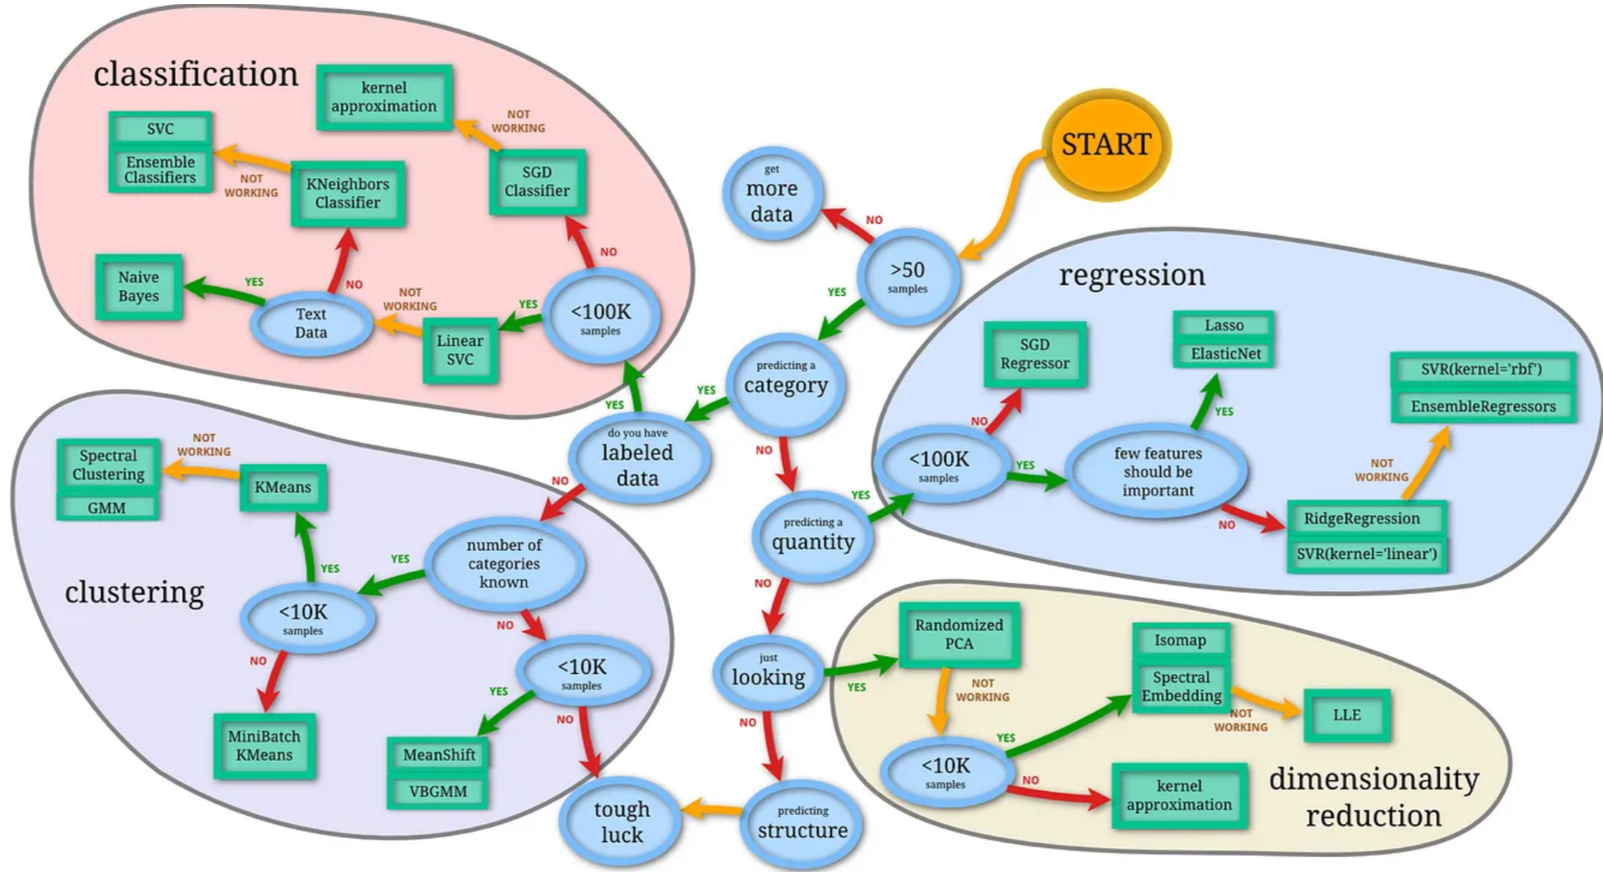 classification
kernel
approximation
NOT
WORKING
SVC
Ensemble
Classifiers
NOT
WORKING
KNeighbors
Classifier
SGD
Classifier
NO
Naive
Bayes
YES
Text
Data
NO
NOT
WORKING
Linear
SVC
YES
<100K
samples
YES
START
get
more
data
NO
>50
samples
YES
predicting a
category
YES
NO
do you have
labeled
data
NO
predicting a
quantity
YES
NO
just
looking
YES
NO
predicting
structure
tough
luck
regression
SGD
Regressor
NO
<100K
samples
YES
Lasso
ElasticNet
YES
few features
should be
important
NO
SVR(kernel='rbf')
EnsembleRegressors
NOT
WORKING
RidgeRegression
SVR(kernel='linear')
clustering
Spectral
Clustering
GMM
NOT
WORKING
KMeans
YES
<10K
samples
NO
MiniBatch
KMeans
number of
categories
known
YES
NO
<10K
samples
YES
NO
MeanShift
VBGMM
Randomized
PCA
NOT
WORKING
<10K
samples
YES
NO
Isomap
Spectral
Embedding
NOT
WORKING
LLE
kernel
approximation
dimensionality
reduction